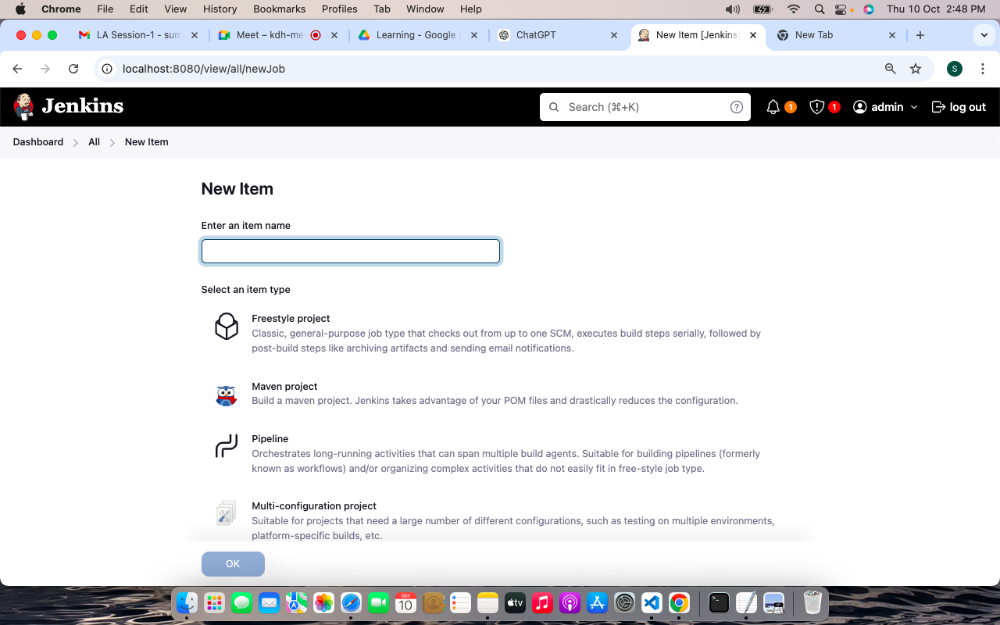 Chrome File Edit View History Bookmarks Profiles Tab Window Help Thu 10 Oct 2:48 PM
LA Session-1 - sum Meet – kdh-me Learning - Google ChatGPT New Item [Jenkins] New Tab
localhost:8080/view/all/newJob S
Jenkins Search (⌘+K) 1 1 admin log out
Dashboard All New Item
New Item
Enter an item name
Select an item type
Freestyle project
Classic, general-purpose job type that checks out from up to one SCM, executes build steps serially, followed by
post-build steps like archiving artifacts and sending email notifications.
Maven project
Build a maven project. Jenkins takes advantage of your POM files and drastically reduces the configuration.
Pipeline
Orchestrates long-running activities that can span multiple build agents. Suitable for building pipelines (formerly
known as workflows) and/or organizing complex activities that do not easily fit in free-style job type.
Multi-configuration project
Suitable for projects that need a large number of different configurations, such as testing on multiple environments,
platform-specific builds, etc.
OK
OCT
10
tv